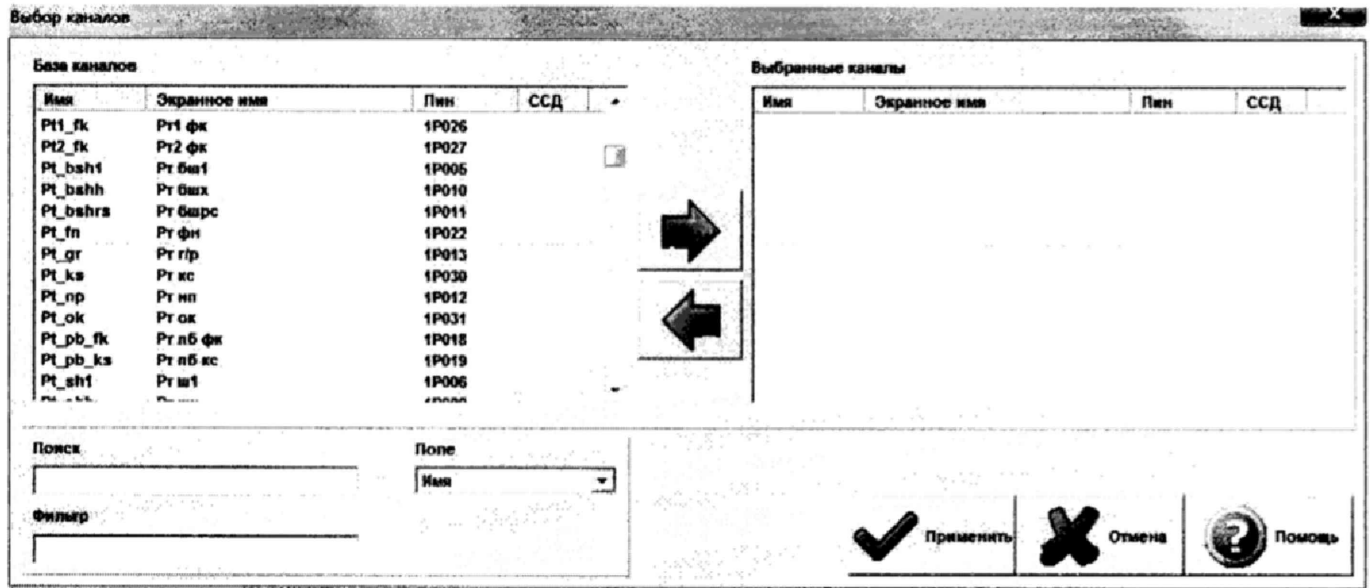 Выбор каналов
X
База каналов
Имя Экранное имя Пин ССД
Pt1_fk Рт1 фк 1P026
Pt2_fk Рт2 фк 1P027
Pt_bsh1 Рт бш1 1P005
Pt_bshh Рт бшх 1P010
Pt_bshrs Рт бшрс 1P011
Pt_fn Рт фн 1P022
Pt_gr Рт г/р 1P013
Pt_ks Рт кс 1P030
Pt_np Рт нп 1P012
Pt_ok Рт ок 1P031
Pt_pb_fk Рт пб фк 1P018
Pt_pb_ks Рт пб кс 1P019
Pt_sh1 Рт ш1 1P006
Выбранные каналы
Имя Экранное имя Пин ССД
Поиск
Поле
Имя
Фильтр
Применить
Отмена
Помощь